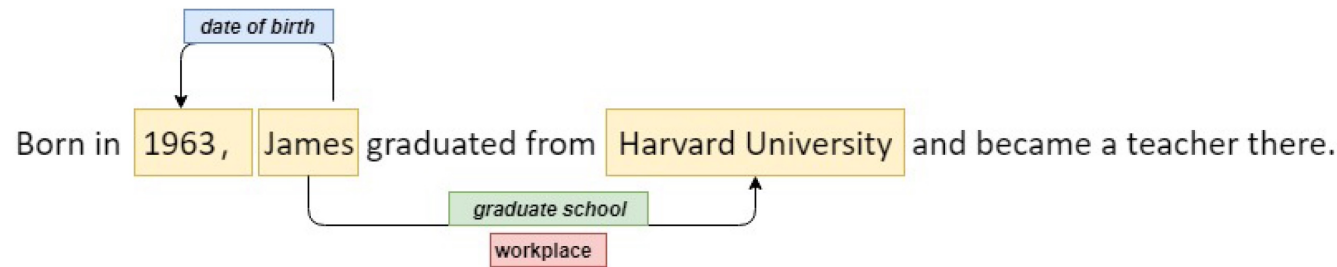 date of birth
Born in 1963, James graduated from Harvard University and became a teacher there.
graduate school
workplace